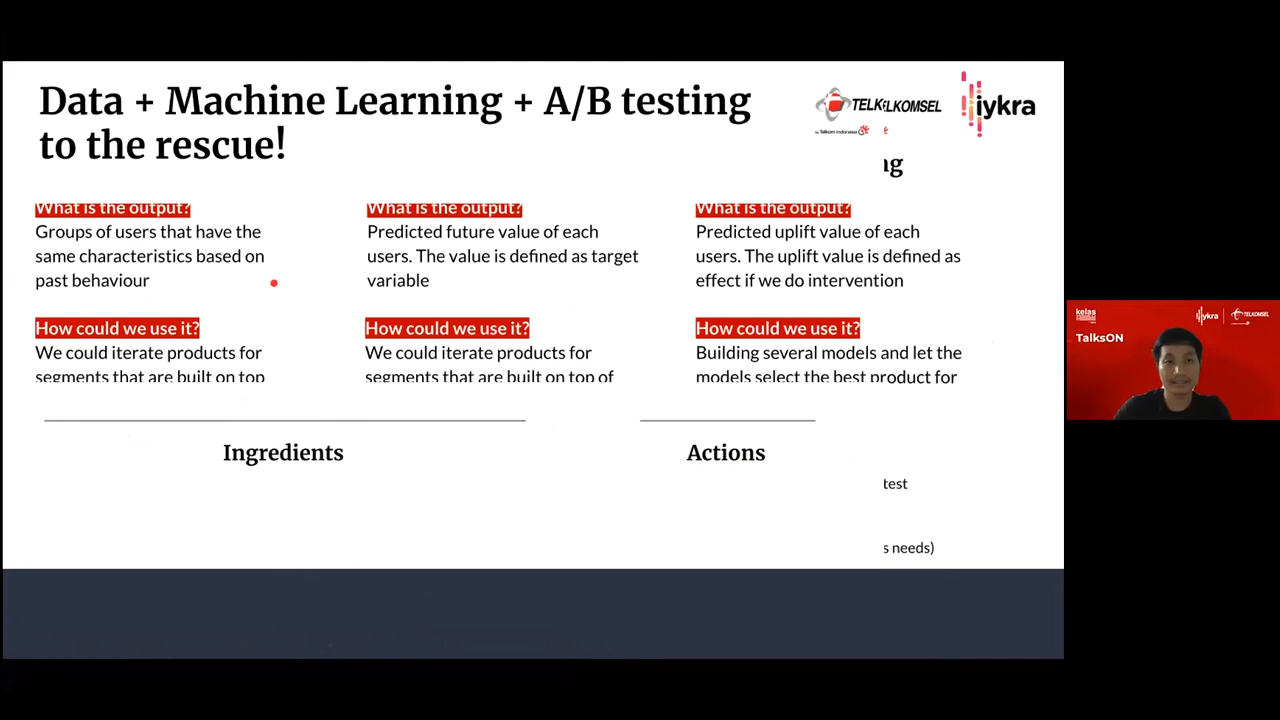 Data + Machine Learning + A/B testing
to the rescue!
TELKOMSEL
by Telkom Indonesia
iykra
ng
What is the output?
Groups of users that have the
same characteristics based on
past behaviour
How could we use it?
We could iterate products for
segments that are built on top
What is the output?
Predicted future value of each
users. The value is defined as target
variable
How could we use it?
We could iterate products for
segments that are built on top of
What is the output?
Predicted uplift value of each
users. The uplift value is defined as
effect if we do intervention
How could we use it?
Building several models and let the
models select the best product for
Ingredients
Actions
test
s needs)
kelas
iykra
TELKOMSEL
TalksON